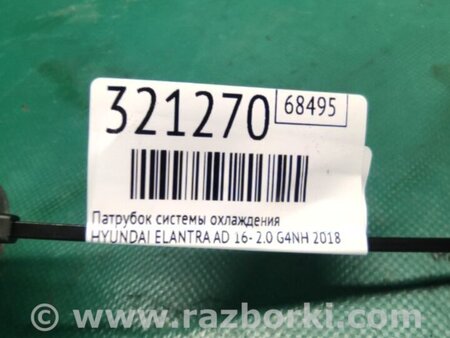 321270
68495
Патрубок системы охлаждения
HYUNDAI ELANTRA AD 16- 2.0 G4NH 2018
© www.razborki.com